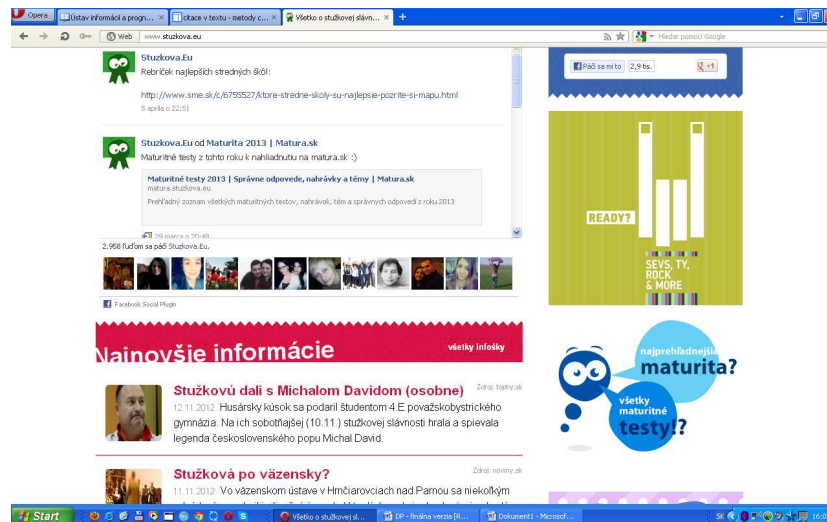 Opera
Ústav informácií a progn...
citace v textu - metody c...
Všetko o stužkovej slávn...
Web
www.stuzkova.eu
Hledat pomocí Google
Stuzkova.Eu
Rebríček najlepších stredných škôl:
http://www.sme.sk/c/6755527/ktore-stredne-skoly-su-najlepsie-pozrite-si-mapu.html
5 apríla o 22:51
Stuzkova.Eu od Maturita 2013 | Matura.sk
Maturitné testy z tohto roku k nahliadnutiu na matura.sk :)
Maturitné testy 2013 | Správne odpovede, nahrávky a témy | Matura.sk
matura.stuzkova.eu
Prehľadný zoznam všetkých maturitných testov, nahrávok, tém a správnych odpovedí z roku 2013
29 marca o 20:48
2,958 ľuďom sa páči Stuzkova.Eu.
Facebook Social Plugin
Najnovšie informácie
všetky infošky
Stužkovú dali s Michalom Davidom (osobne)
Zdroj: topky.sk
12.11.2012 Husársky kúsok sa podaril študentom 4.E považskobystrického
gymnázia. Na ich sobotňajšej (10.11.) stužkovej slávnosti hrala a spievala
legenda československého popu Michal David.
Stužková po väzensky?
Zdroj: noviny.sk
11.11.2012 Vo väzenskom ústave v Hrnčiarovciach nad Parnou sa niekoľkým
Páči sa mi to
2,9 tis.
+1
READY?
SEVS, TY,
ROCK
& MORE
najprehľadnejšia
maturita?
všetky
maturitné
testy!?
Start
Všetko o stužkovej sl...
DP - finálna verzia [R...
Dokument1 - Microsof...
SK